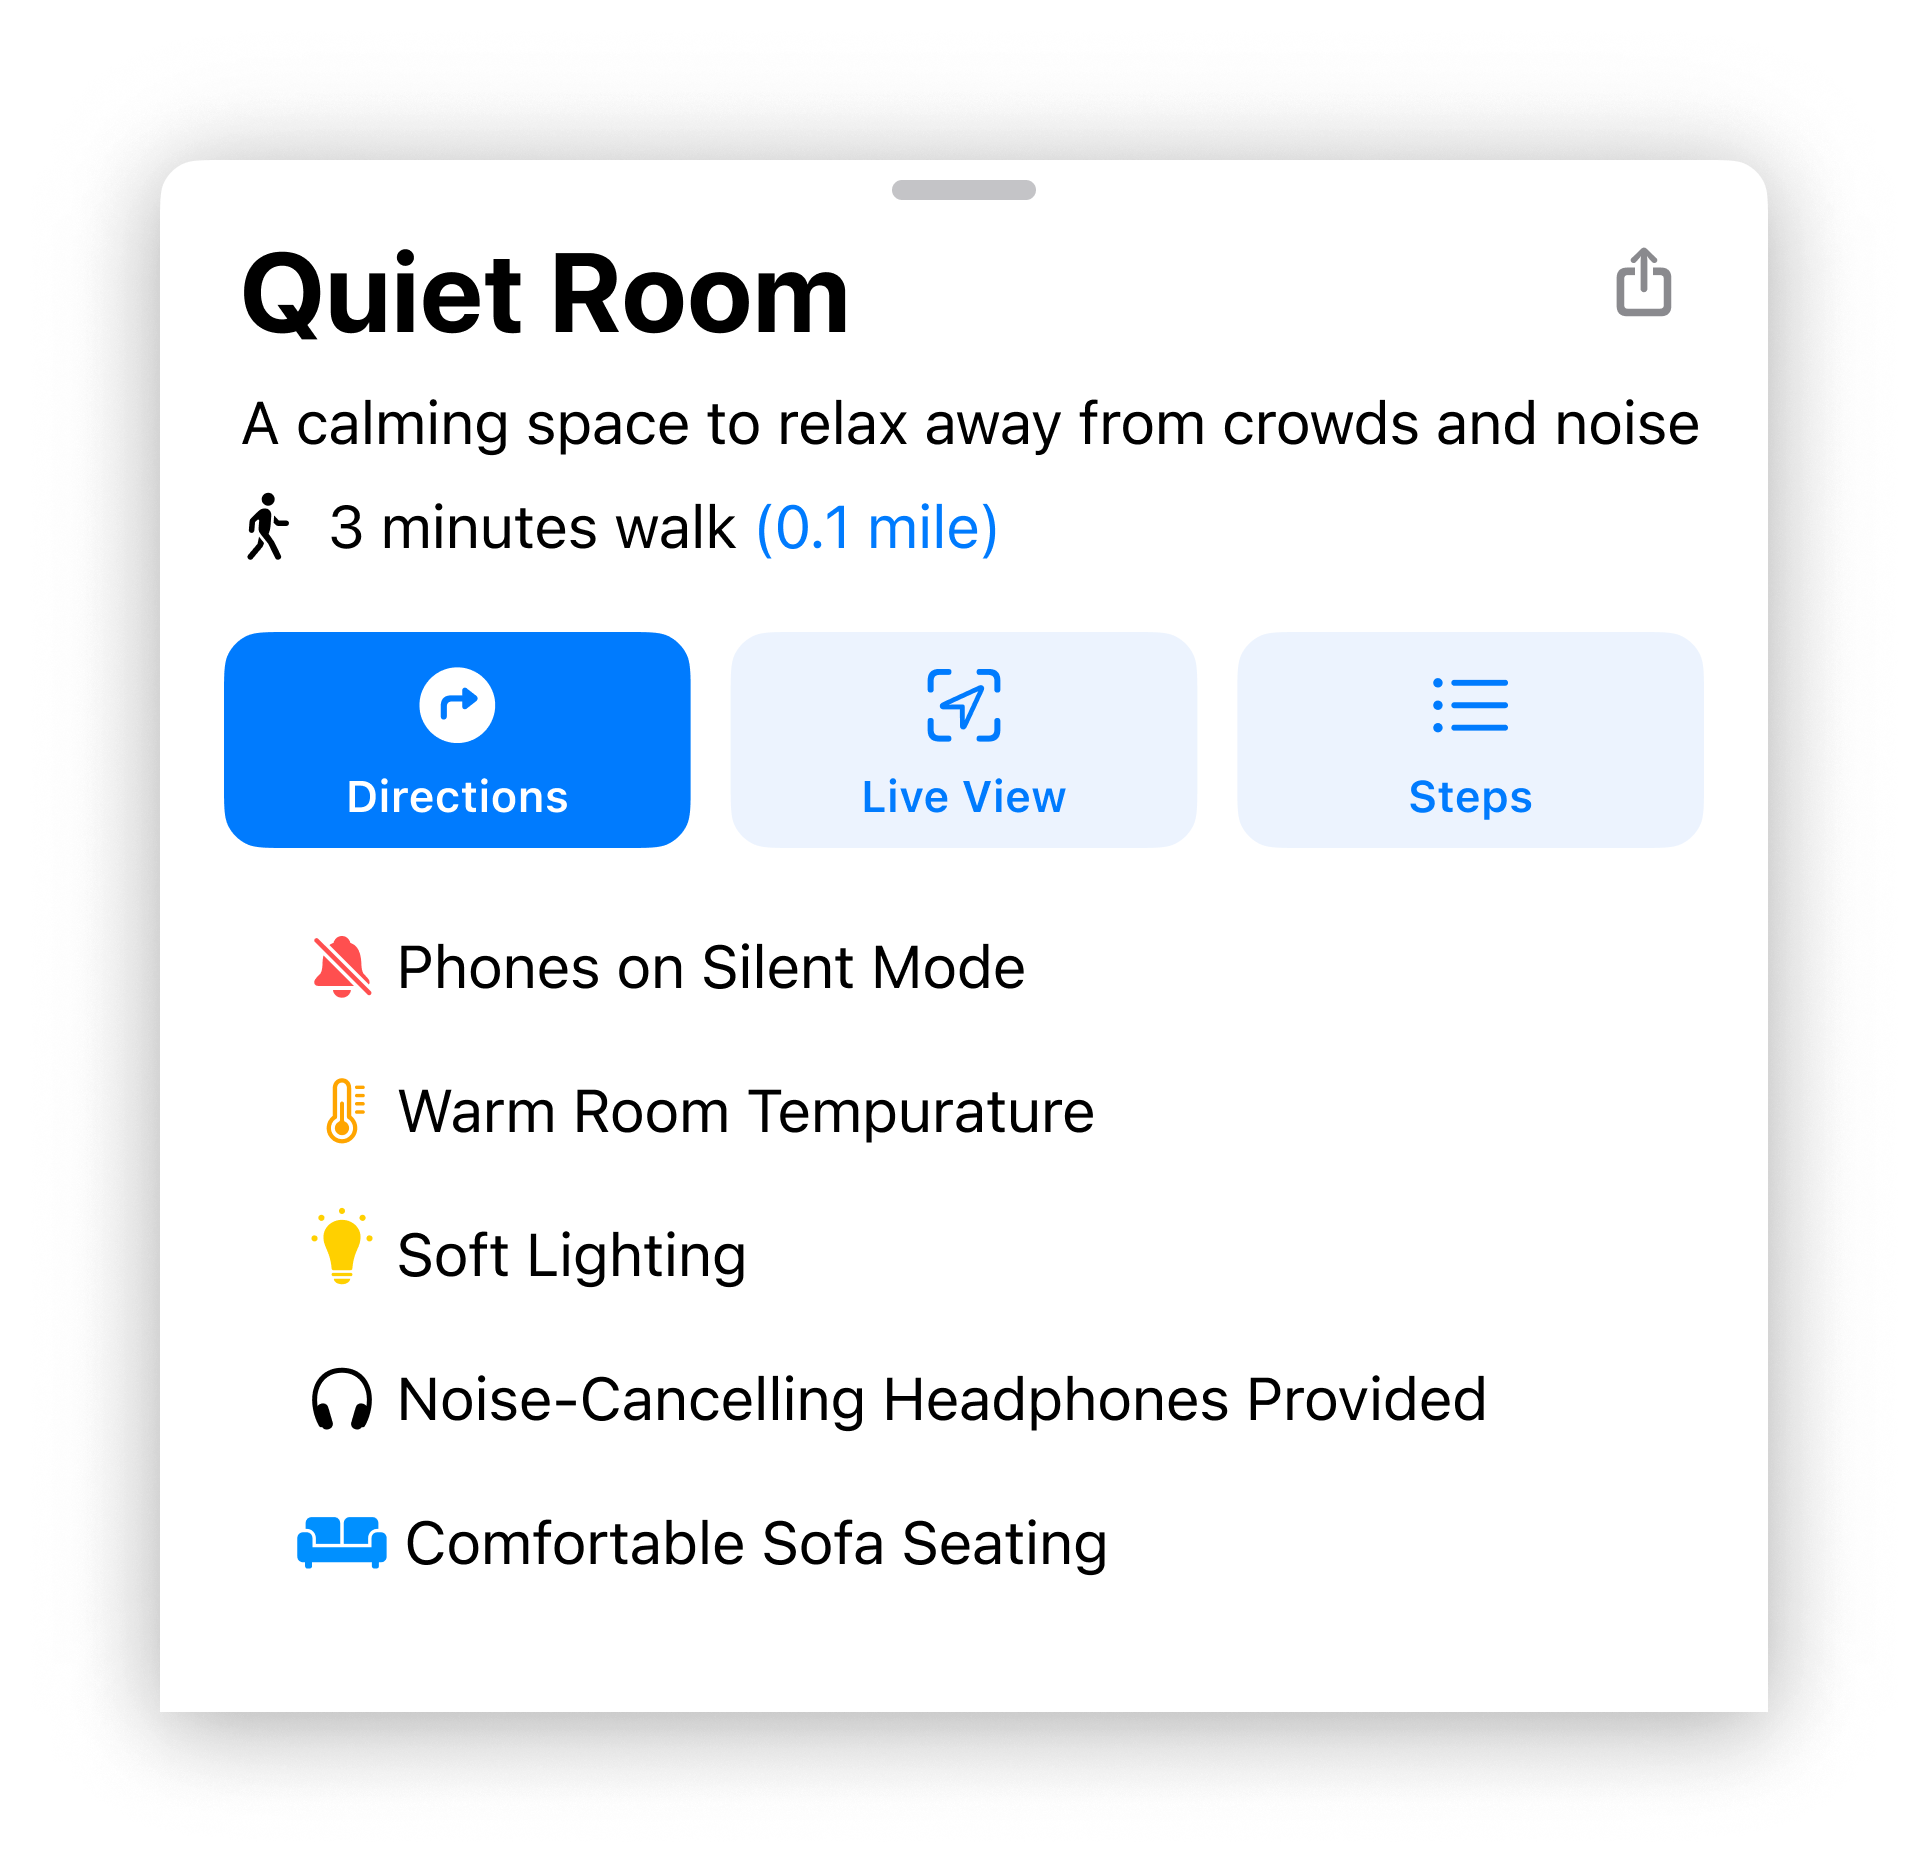 Quiet Room
A calming space to relax away from crowds and noise
3 minutes walk (0.1 mile)
Directions
Live View
Steps
Phones on Silent Mode
Warm Room Tempurature
Soft Lighting
Noise-Cancelling Headphones Provided
Comfortable Sofa Seating